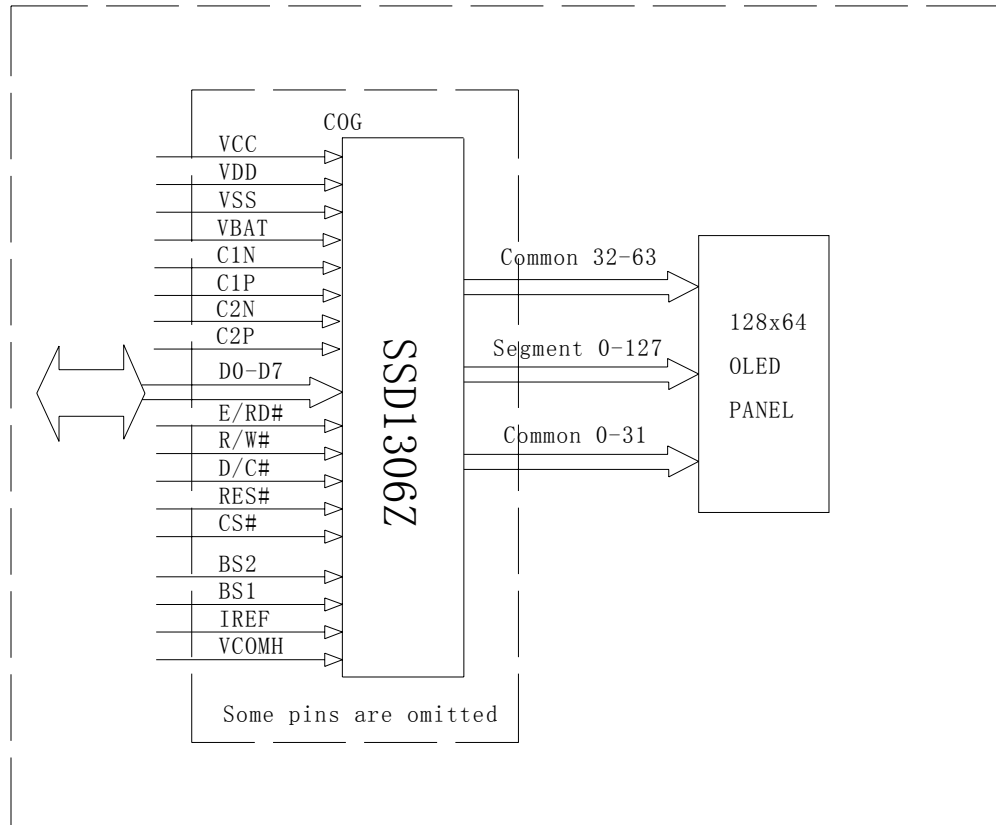 COG
VCC
VDD
VSS
VBAT
C1N
C1P
C2N
C2P
D0-D7
E/RD#
R/W#
D/C#
RES#
CS#
BS2
BS1
IREF
VCOMH
SSD1306Z
Common 32-63
Segment 0-127
Common 0-31
128x64
OLED
PANEL
Some pins are omitted